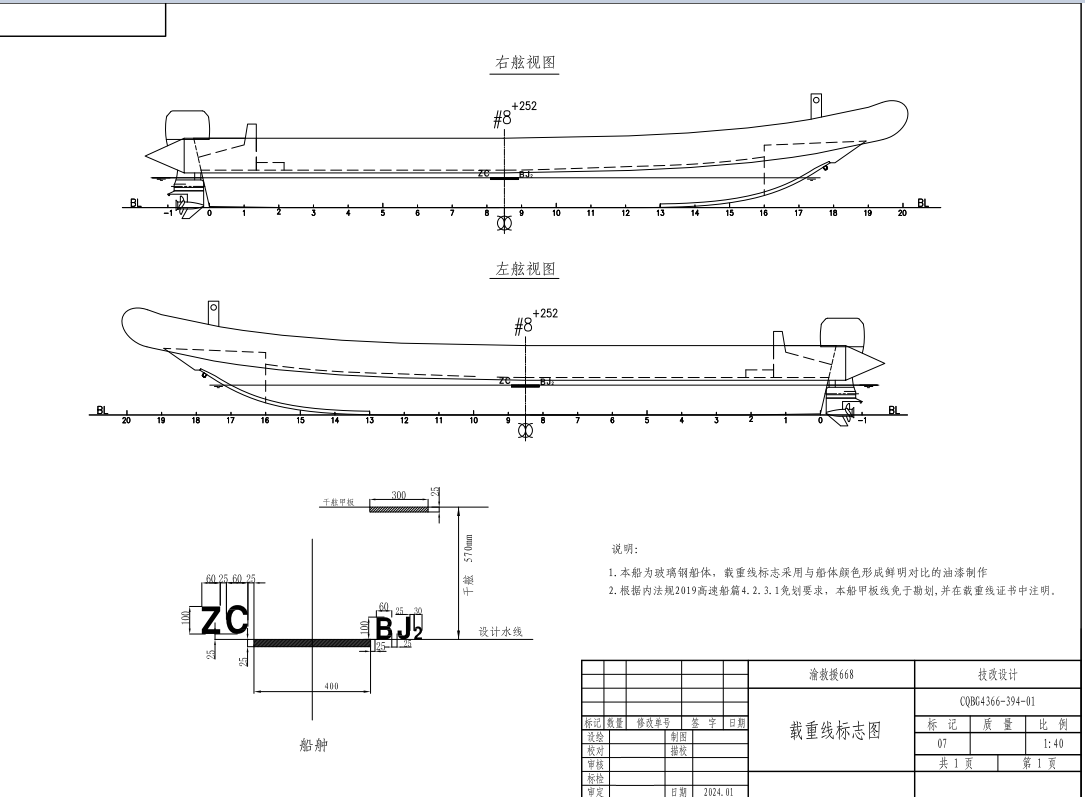 右舷视图
#8+252
ZC BJ2
BL BL
-1 0 1 2 3 4 5 6 7 8 9 10 11 12 13 14 15 16 17 18 19 20
左舷视图
#8+252
ZC BJ2
BL BL
20 19 18 17 16 15 14 13 12 11 10 9 8 7 6 5 4 3 2 1 0 -1
干舷甲板
300
25
干舷 570mm
60 25 60 25
100
ZC
25
25
400
60
25
30
100
BJ2
25
25
设计水线
船舯
说明:
1.本船为玻璃钢船体，载重线标志采用与船体颜色形成鲜明对比的油漆制作
2.根据内法规2019高速船篇4.2.3.1免划要求，本船甲板线免于勘划,并在载重线证书中注明。
渝救援668
技改设计
CQBG4366-394-01
载重线标志图
标记 数量 修改单号 签字 日期
标记 质量 比例
07 1:40
共 1 页 第 1 页
设绘 制图
校对 描校
审核
标检
审定 日期 2024.01